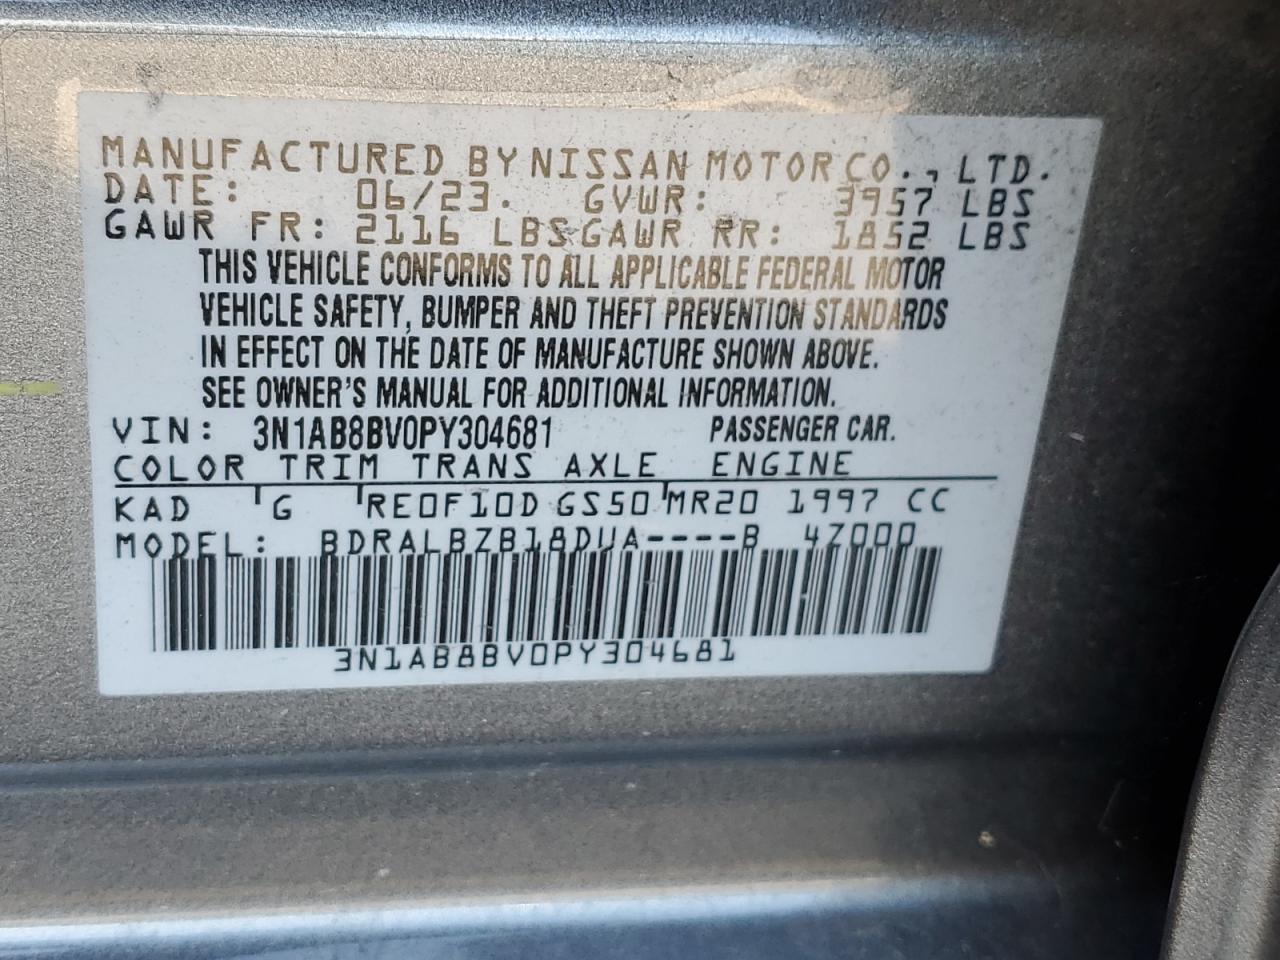 MANUFACTURED BY NISSAN MOTOR CO., LTD.
DATE: 06/23. GVWR: 3957 LBS
GAWR FR: 2116 LBS GAWR RR: 1852 LBS
THIS VEHICLE CONFORMS TO ALL APPLICABLE FEDERAL MOTOR
VEHICLE SAFETY, BUMPER AND THEFT PREVENTION STANDARDS
IN EFFECT ON THE DATE OF MANUFACTURE SHOWN ABOVE.
SEE OWNER'S MANUAL FOR ADDITIONAL INFORMATION.
VIN: 3N1AB8BV0PY304681 PASSENGER CAR.
COLOR TRIM TRANS AXLE ENGINE
KAD G RE0F10D GS50 MR20 1997 CC
MODEL: BDRALBZB18DUA----B 4Z000
3N1AB8BV0PY304681